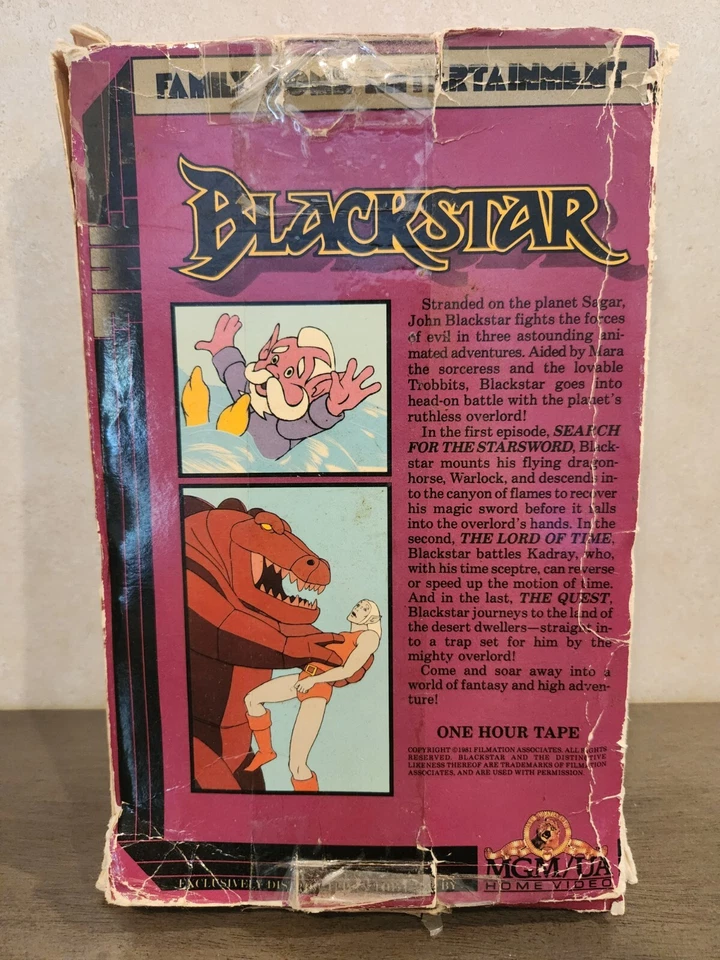 FAMILY HOME ENTERTAINMENT
BLACKSTAR
Stranded on the planet Sagar,
John Blackstar fights the forces
of evil in three astounding ani-
mated adventures. Aided by Mara
the sorceress and the lovable
Trobbits, Blackstar goes into
head-on battle with the planet's
ruthless overlord!
In the first episode, SEARCH
FOR THE STARSWORD, Black-
star mounts his flying dragon-
horse, Warlock, and descends in-
to the canyon of flames to recover
his magic sword before it falls
into the overlord's hands. In the
second, THE LORD OF TIME,
Blackstar battles Kadray, who,
with his time sceptre, can reverse
or speed up the motion of time.
And in the last, THE QUEST,
Blackstar journeys to the land of
the desert dwellers—straight in-
to a trap set for him by the
mighty overlord!
Come and soar away into a
world of fantasy and high adven-
ture!
ONE HOUR TAPE
COPYRIGHT ©1981 FILMATION ASSOCIATES. ALL RIGHTS
RESERVED. BLACKSTAR AND THE DISTINCTIVE
LIKENESS THEREOF ARE TRADEMARKS OF FILMATION
ASSOCIATES, AND ARE USED WITH PERMISSION.
MGM/UA
HOME VIDEO
EXCLUSIVELY BY